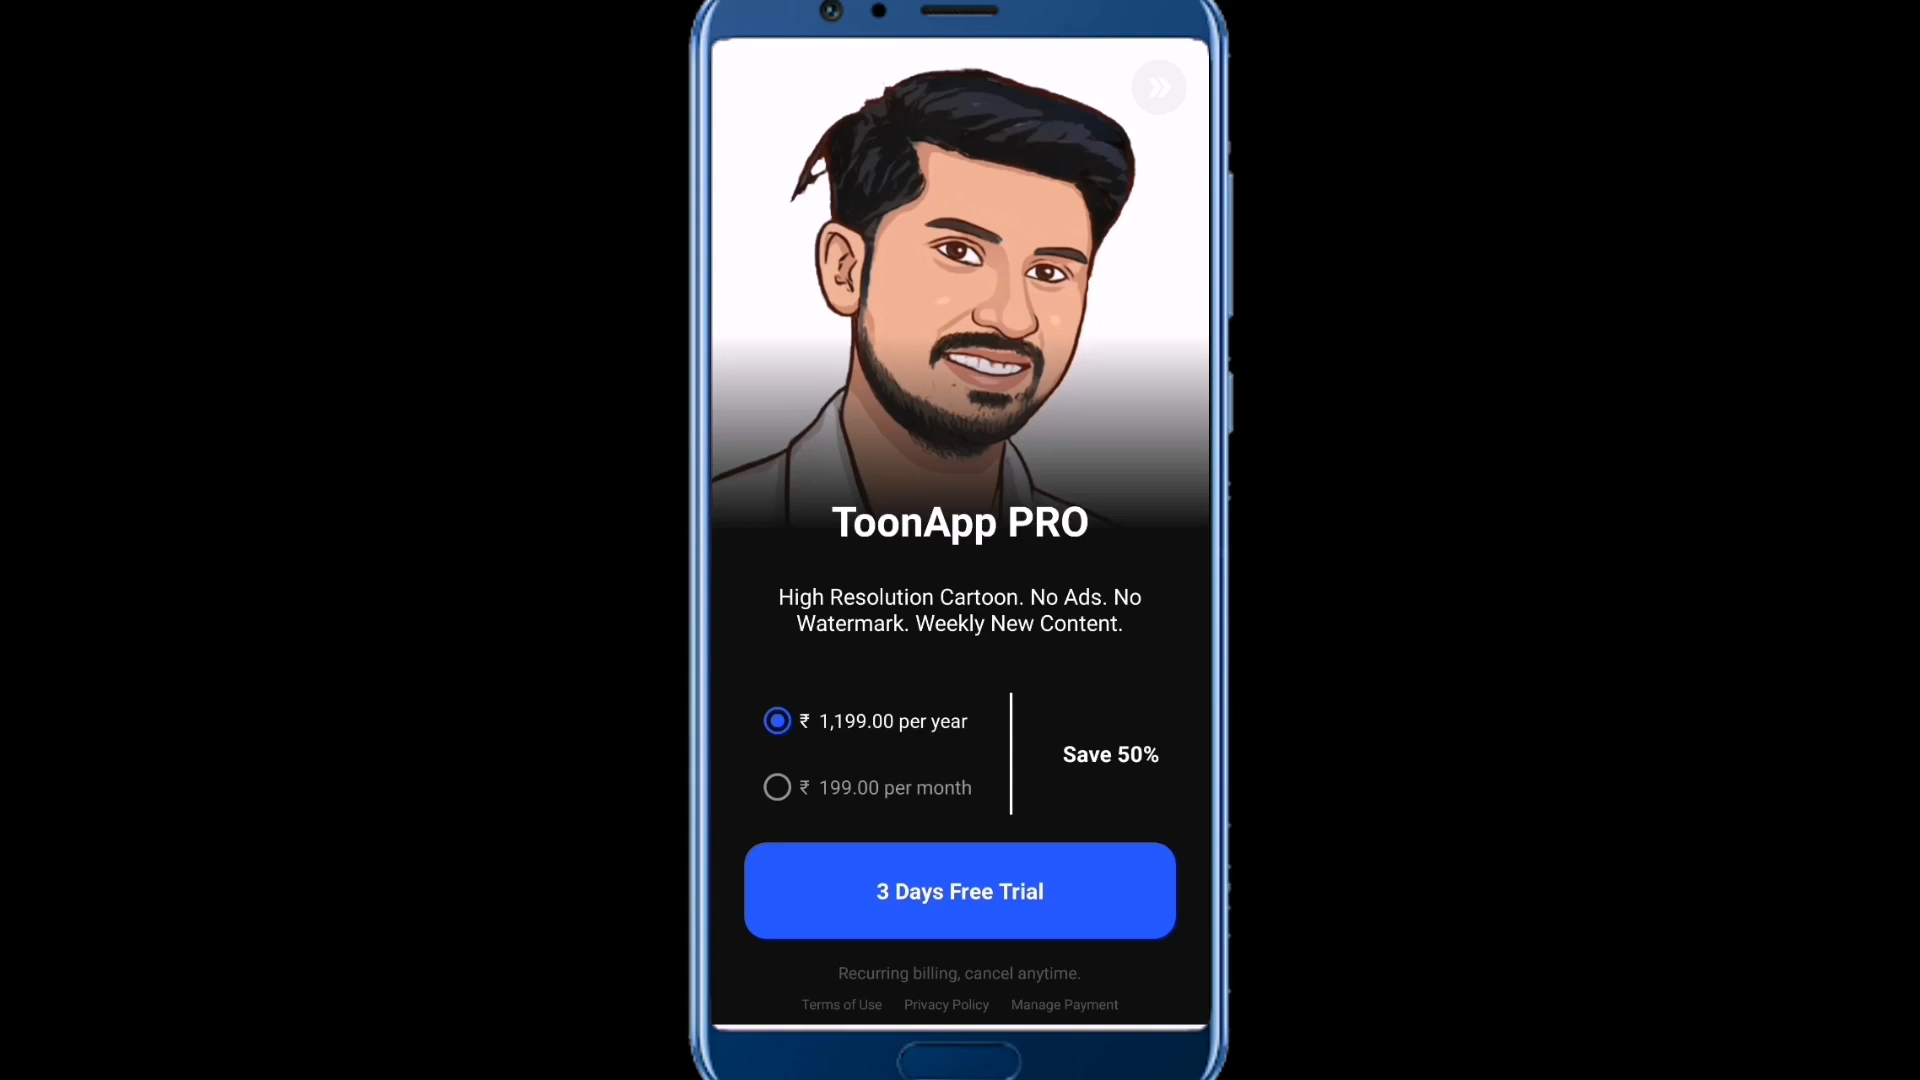 ToonApp PRO
High Resolution Cartoon. No Ads. No
Watermark. Weekly New Content.
₹ 1,199.00 per year
Save 50%
₹ 199.00 per month
3 Days Free Trial
Recurring billing, cancel anytime.
Terms of Use Privacy Policy Manage Payment